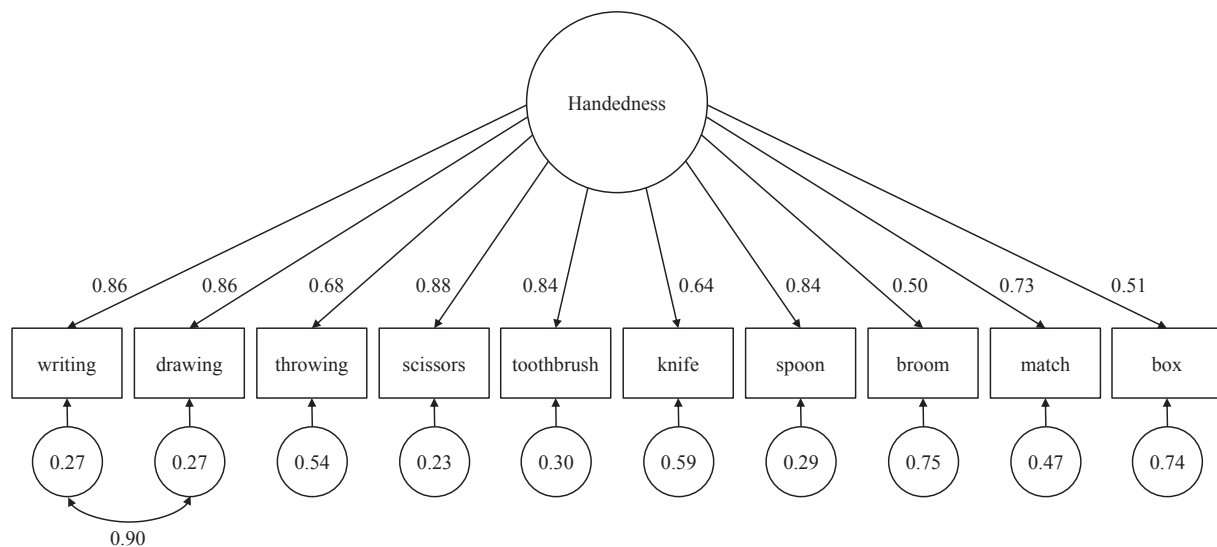 Handedness
0.86 0.86 0.68 0.88 0.84 0.64 0.84 0.50 0.73 0.51
writing drawing throwing scissors toothbrush knife spoon broom match box
0.27 0.27 0.54 0.23 0.30 0.59 0.29 0.75 0.47 0.74
0.90